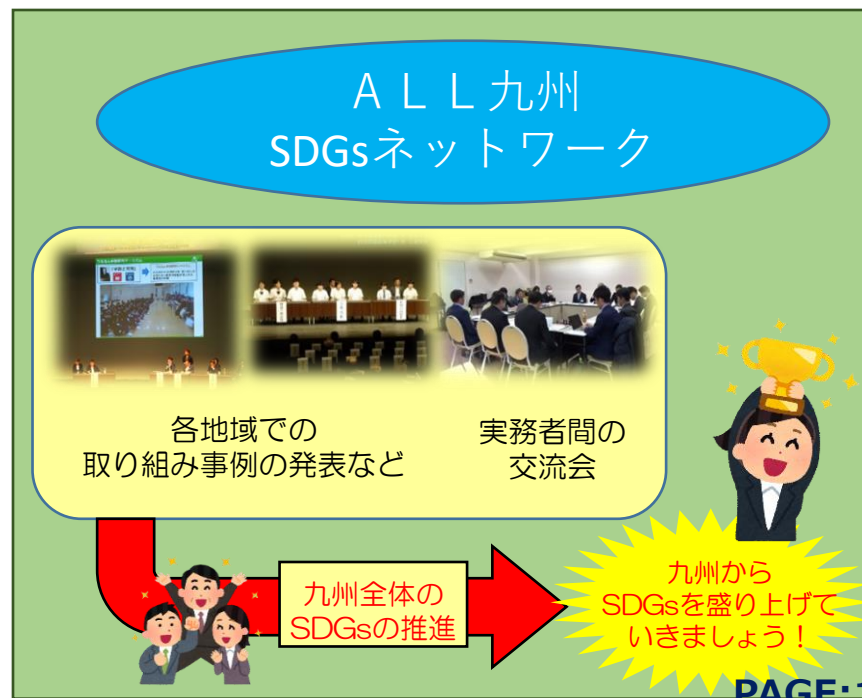 ＡＬＬ九州
SDGsネットワーク
各地域での
取り組み事例の発表など
実務者間の
交流会
九州全体の
SDGsの推進
九州から
SDGsを盛り上げて
いきましょう！
PAGE: